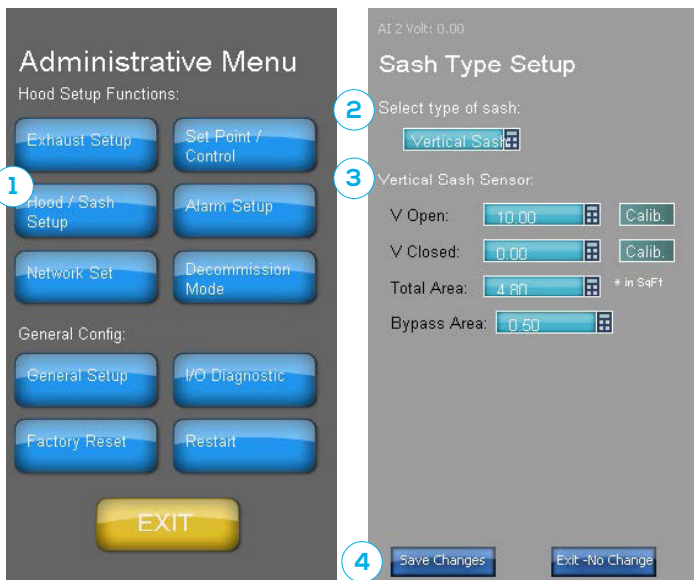 Administrative Menu
Hood Setup Functions:
Exhaust Setup
Set Point /
Control
1
Hood / Sash
Setup
Alarm Setup
Network Set
Decommission
Mode
General Config:
General Setup
I/O Diagnostic
Factory Reset
Restart
EXIT
AI 2 Volt: 0.00
Sash Type Setup
2
Select type of sash:
Vertical Sash
3
Vertical Sash Sensor:
V Open: 10.00 Calib.
V Closed: 0.00 Calib.
Total Area: 4.80 * in SqFt
Bypass Area: 0.50
4
Save Changes
Exit -No Change